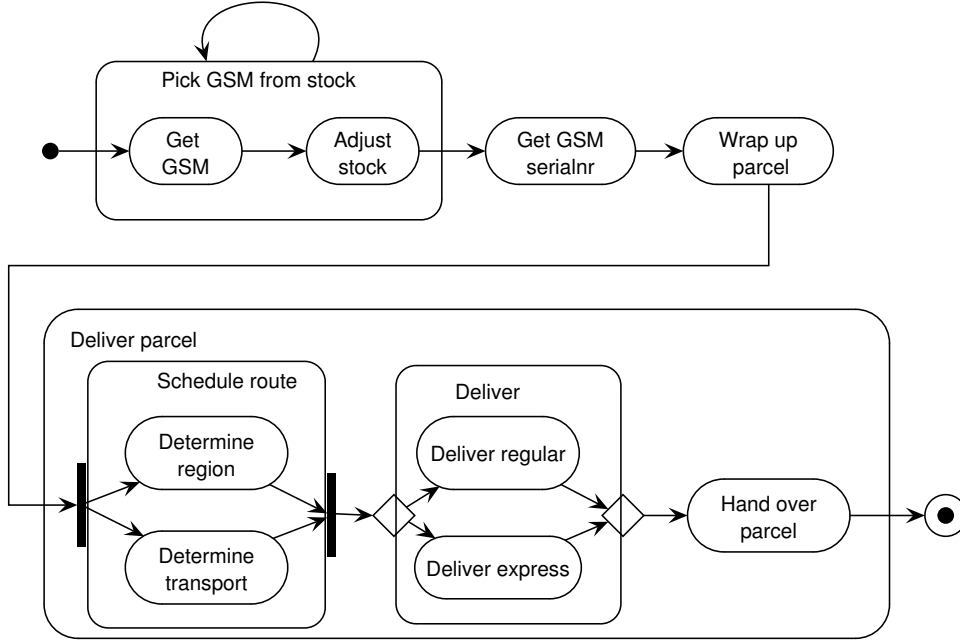 Pick GSM from stock
Get
GSM
Adjust
stock
Get GSM
serialnr
Wrap up
parcel
Deliver parcel
Schedule route
Determine
region
Determine
transport
Deliver
Deliver regular
Deliver express
Hand over
parcel